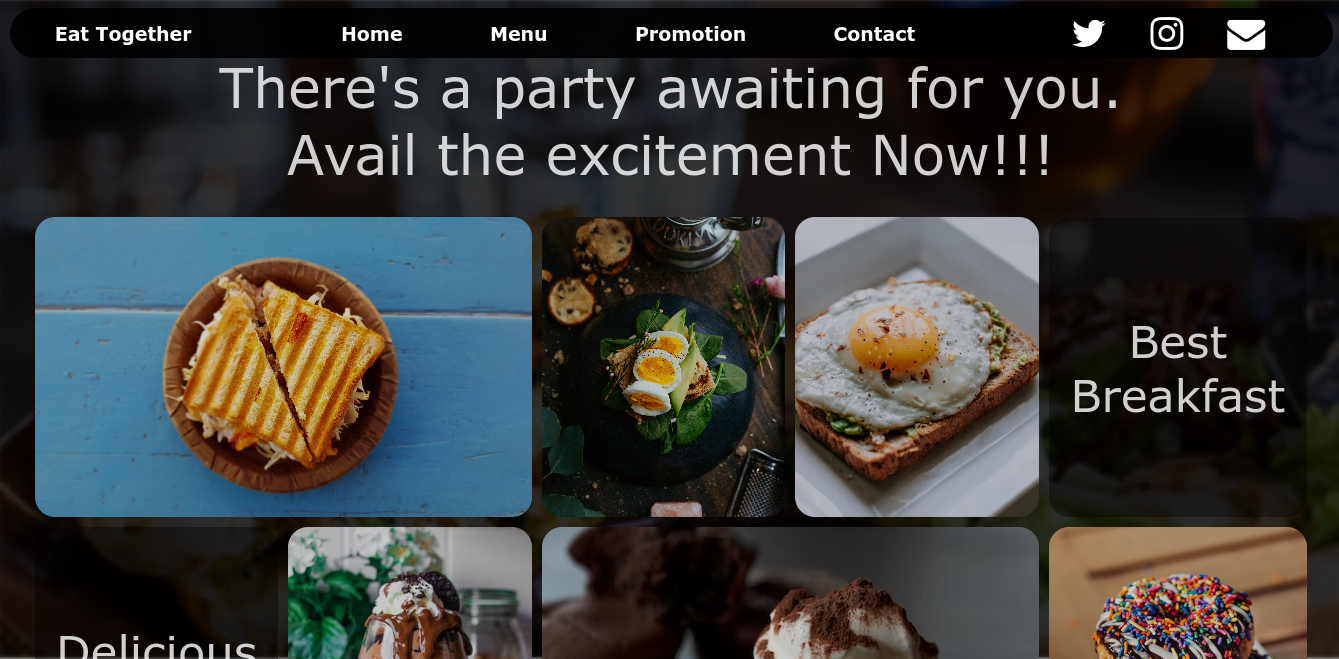 Eat Together Home Menu Promotion Contact
There's a party awaiting for you.
Avail the excitement Now!!!
Best
Breakfast
Delicious